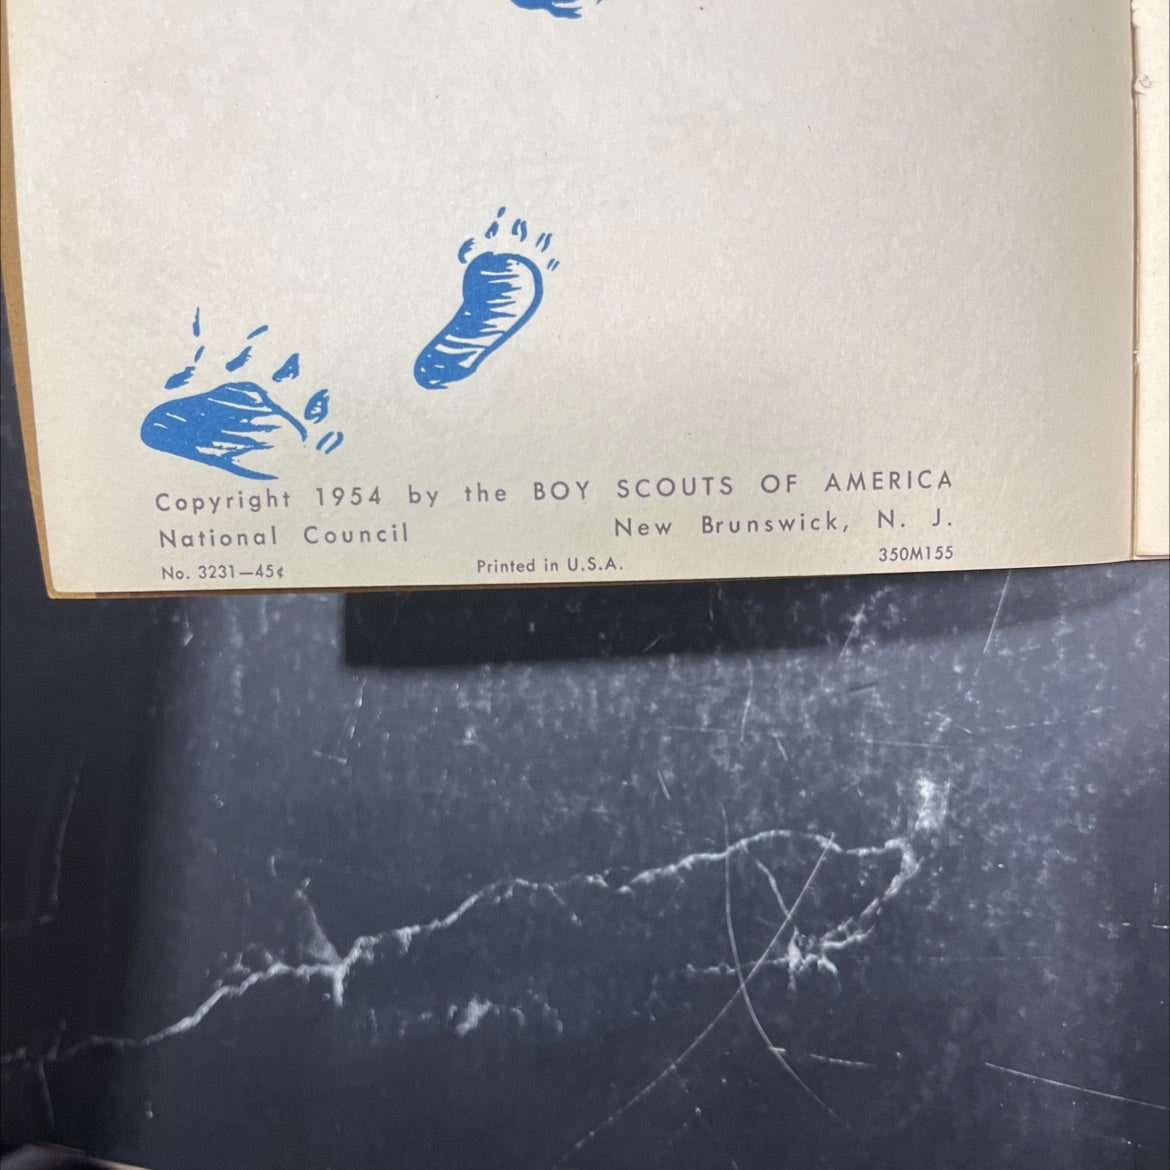 Copyright 1954 by the BOY SCOUTS OF AMERICA
National Council New Brunswick, N. J.
No. 3231—45¢ Printed in U.S.A. 350M155